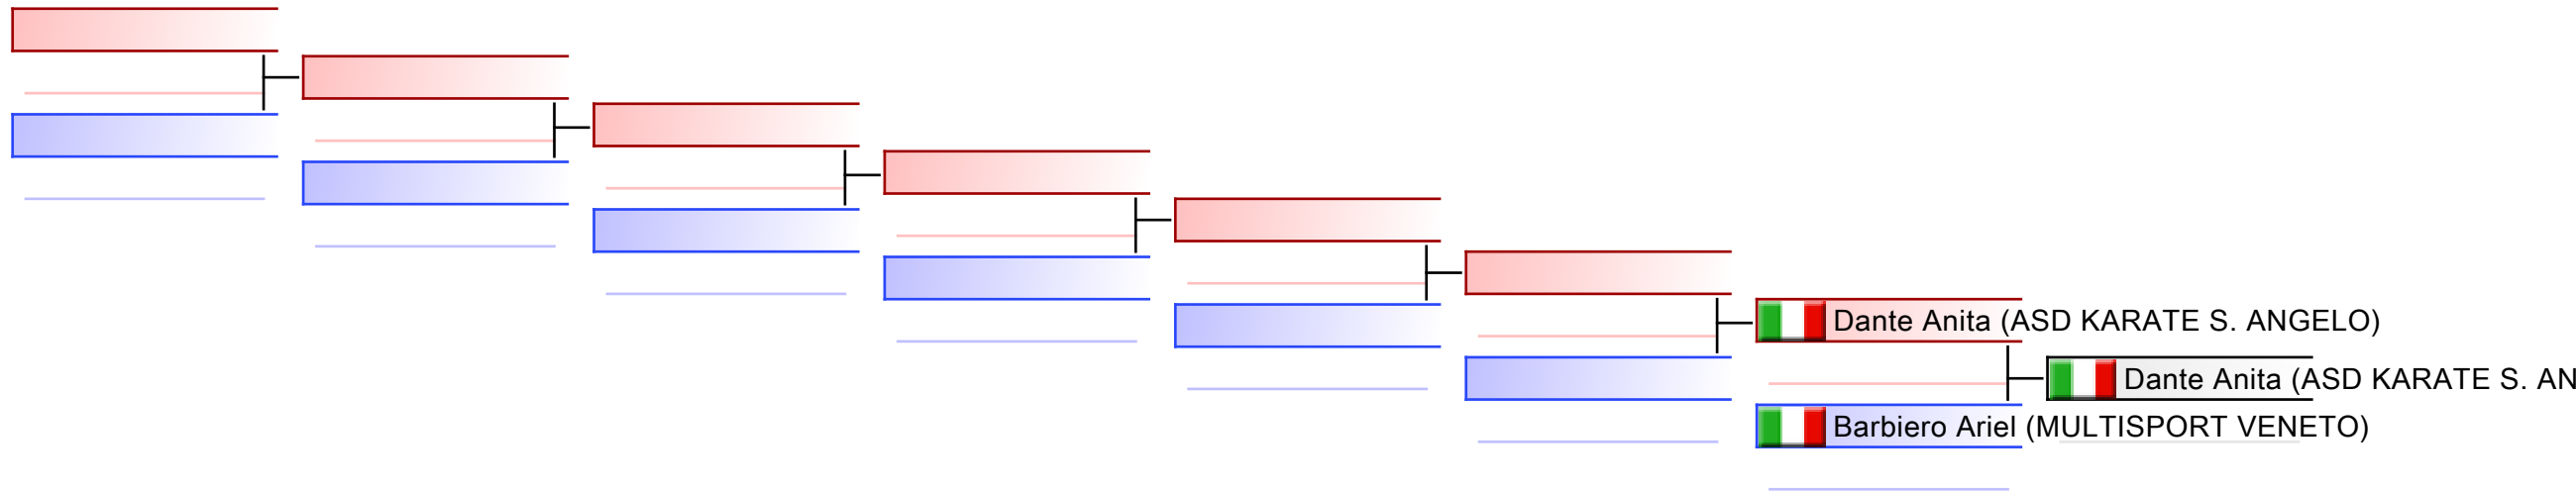 Dante Anita (ASD KARATE S. ANGELO)
Dante Anita (ASD KARATE S. AN
Barbiero Ariel (MULTISPORT VENETO)